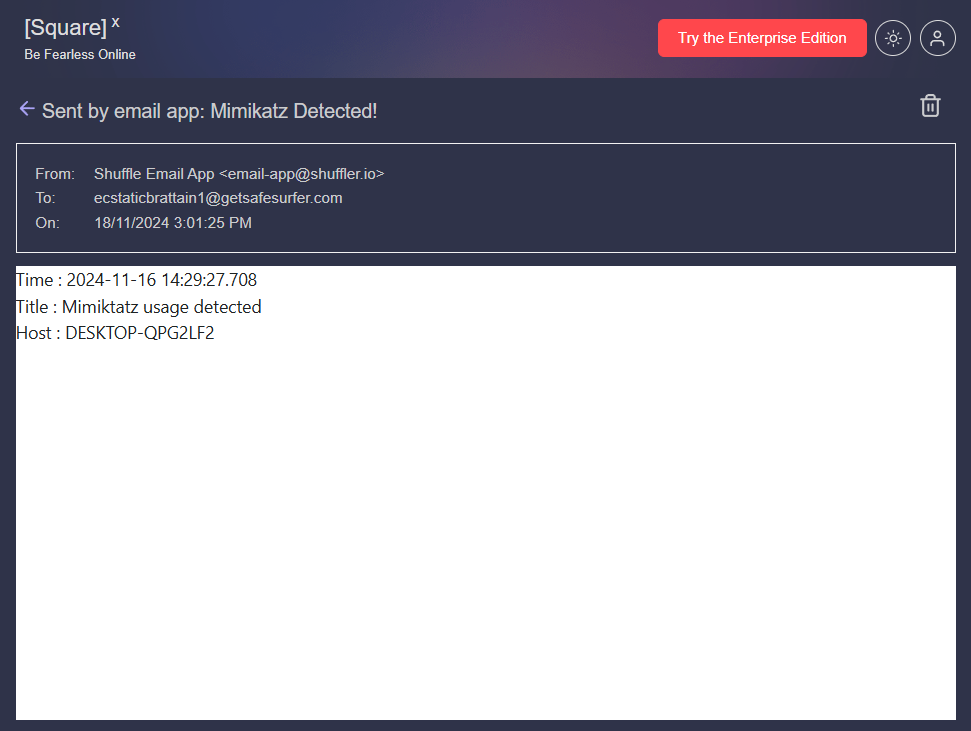 [Square] X
Be Fearless Online
Try the Enterprise Edition
Sent by email app: Mimikatz Detected!
From: Shuffle Email App <email-app@shuffler.io>
To: ecstaticbrattain1@getsafesurfer.com
On: 18/11/2024 3:01:25 PM
Time : 2024-11-16 14:29:27.708
Title : Mimiktatz usage detected
Host : DESKTOP-QPG2LF2